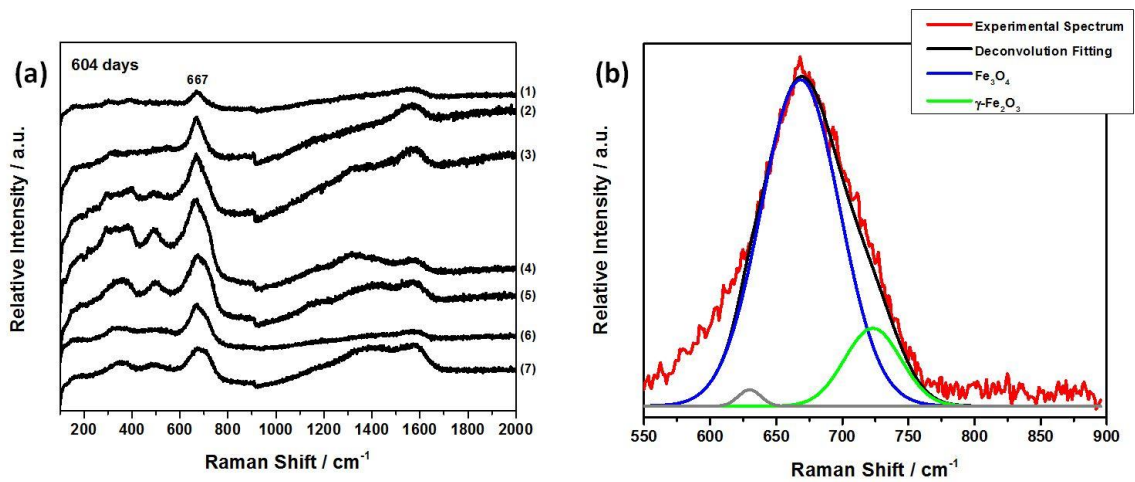 (a)
604 days
667
(1)
(2)
(3)
(4)
(5)
(6)
(7)
Relative Intensity / a.u.
200 400 600 800 1000 1200 1400 1600 1800 2000
Raman Shift / cm⁻¹
(b)
Experimental Spectrum
Deconvolution Fitting
Fe₃O₄
γ-Fe₂O₃
Relative Intensity / a.u.
550 600 650 700 750 800 850 900
Raman Shift / cm⁻¹